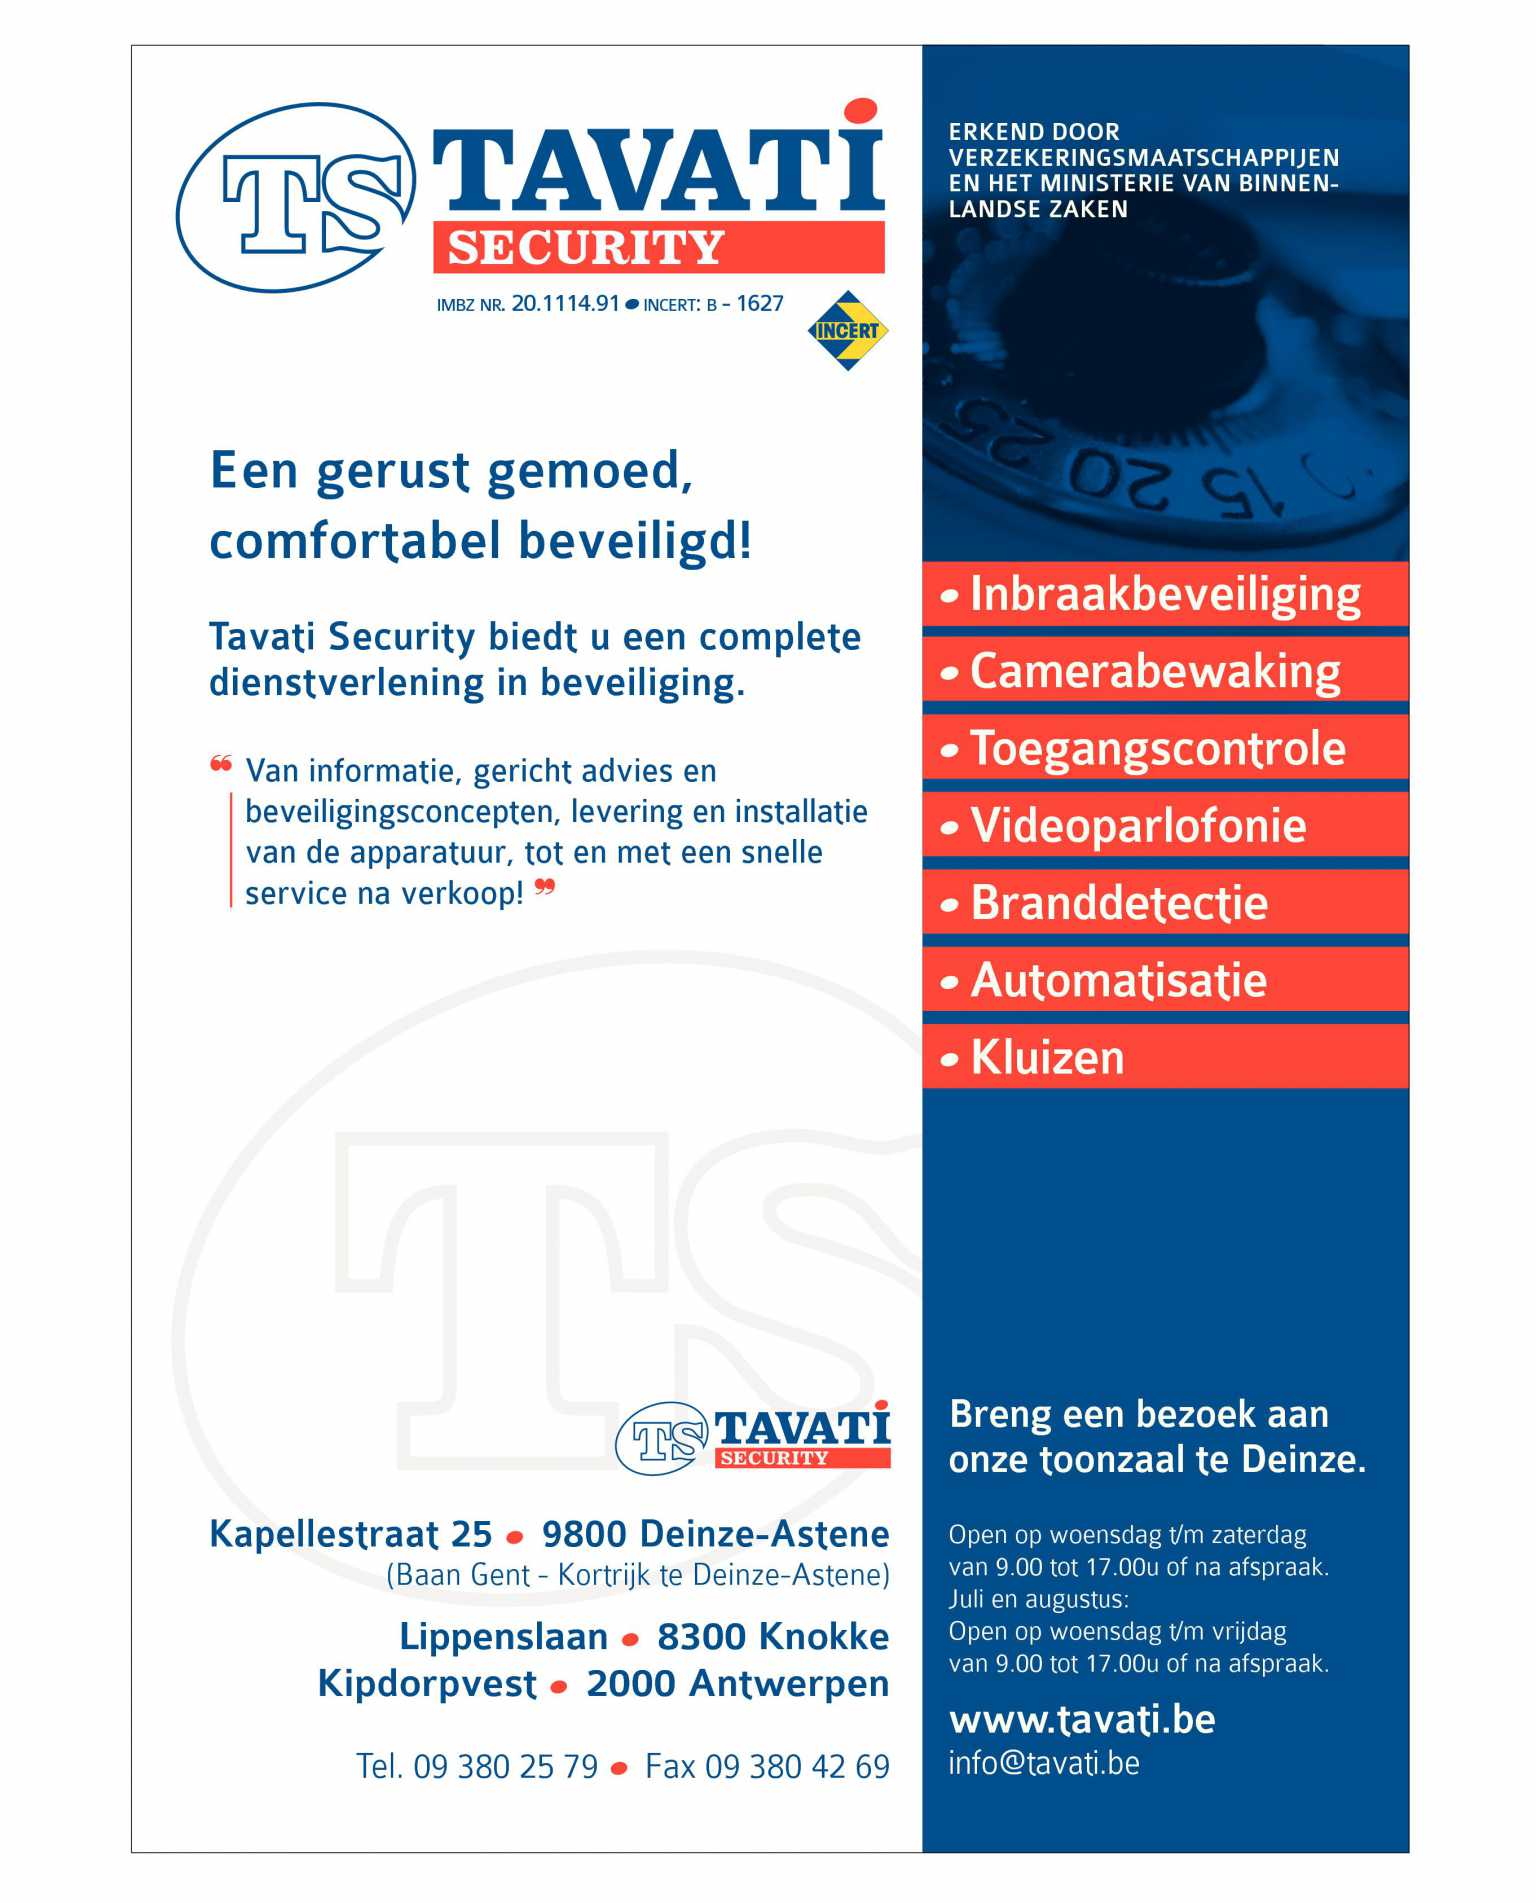 TS
TAVATi
SECURITY
IMBZ NR. 20.1114.91 • INCERT: B - 1627
INCERT
Een gerust gemoed,
comfortabel beveiligd!
Tavati Security biedt u een complete
dienstverlening in beveiliging.
❝ Van informatie, gericht advies en
beveiligingsconcepten, levering en installatie
van de apparatuur, tot en met een snelle
service na verkoop! ❞
TS
TS
TAVATi
SECURITY
Kapellestraat 25 • 9800 Deinze-Astene
(Baan Gent - Kortrijk te Deinze-Astene)
Lippenslaan • 8300 Knokke
Kipdorpvest • 2000 Antwerpen
Tel. 09 380 25 79 • Fax 09 380 42 69
ERKEND DOOR
VERZEKERINGSMAATSCHAPPIJEN
EN HET MINISTERIE VAN BINNEN-
LANDSE ZAKEN
25 20 15
• Inbraakbeveiliging
• Camerabewaking
• Toegangscontrole
• Videoparlofonie
• Branddetectie
• Automatisatie
• Kluizen
Breng een bezoek aan
onze toonzaal te Deinze.
Open op woensdag t/m zaterdag
van 9.00 tot 17.00u of na afspraak.
Juli en augustus:
Open op woensdag t/m vrijdag
van 9.00 tot 17.00u of na afspraak.
www.tavati.be
info@tavati.be